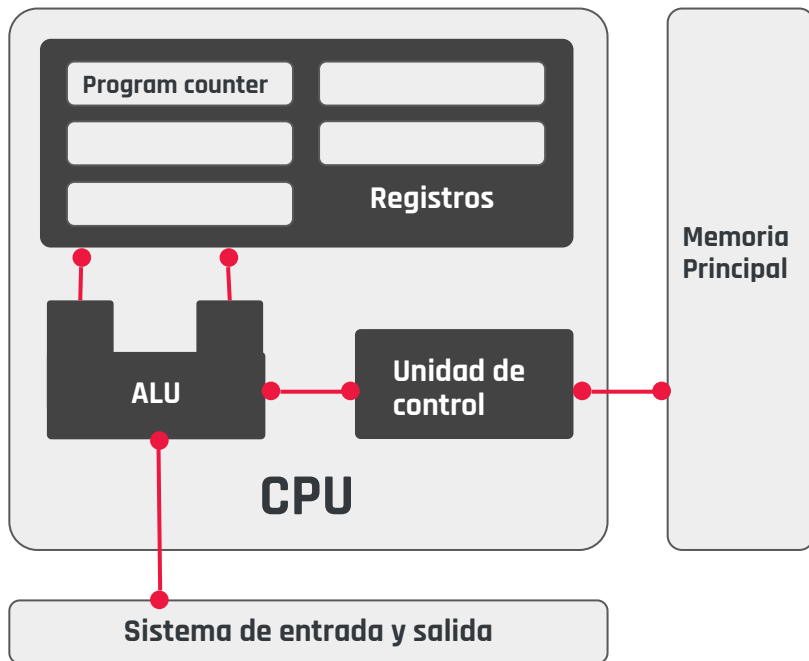 Program counter
Registros
Memoria
Principal
ALU
Unidad de
control
CPU
Sistema de entrada y salida